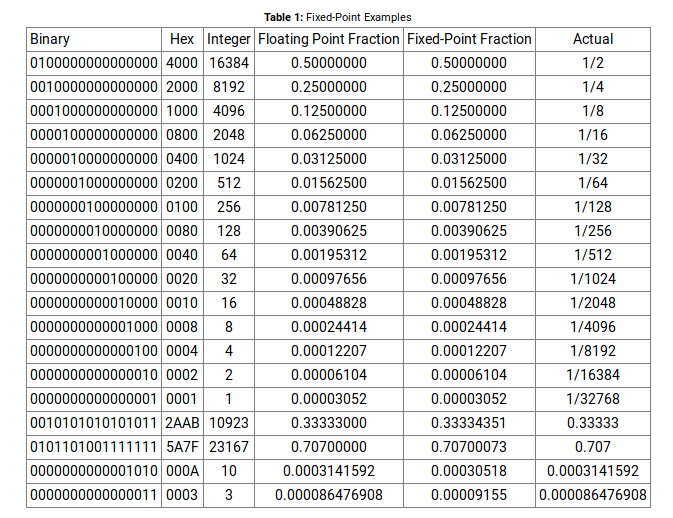 Table 1: Fixed-Point Examples
Binary Hex Integer Floating Point Fraction Fixed-Point Fraction Actual
0100000000000000 4000 16384 0.50000000 0.50000000 1/2
0010000000000000 2000 8192 0.25000000 0.25000000 1/4
0001000000000000 1000 4096 0.12500000 0.12500000 1/8
0000100000000000 0800 2048 0.06250000 0.06250000 1/16
0000010000000000 0400 1024 0.03125000 0.03125000 1/32
0000001000000000 0200 512 0.01562500 0.01562500 1/64
0000000100000000 0100 256 0.00781250 0.00781250 1/128
0000000010000000 0080 128 0.00390625 0.00390625 1/256
0000000001000000 0040 64 0.00195312 0.00195312 1/512
0000000000100000 0020 32 0.00097656 0.00097656 1/1024
0000000000010000 0010 16 0.00048828 0.00048828 1/2048
0000000000001000 0008 8 0.00024414 0.00024414 1/4096
0000000000000100 0004 4 0.00012207 0.00012207 1/8192
0000000000000010 0002 2 0.00006104 0.00006104 1/16384
0000000000000001 0001 1 0.00003052 0.00003052 1/32768
0010101010101011 2AAB 10923 0.33333000 0.33334351 0.33333
0101101001111111 5A7F 23167 0.70700000 0.70700073 0.707
0000000000001010 000A 10 0.0003141592 0.00030518 0.0003141592
0000000000000011 0003 3 0.000086476908 0.00009155 0.000086476908